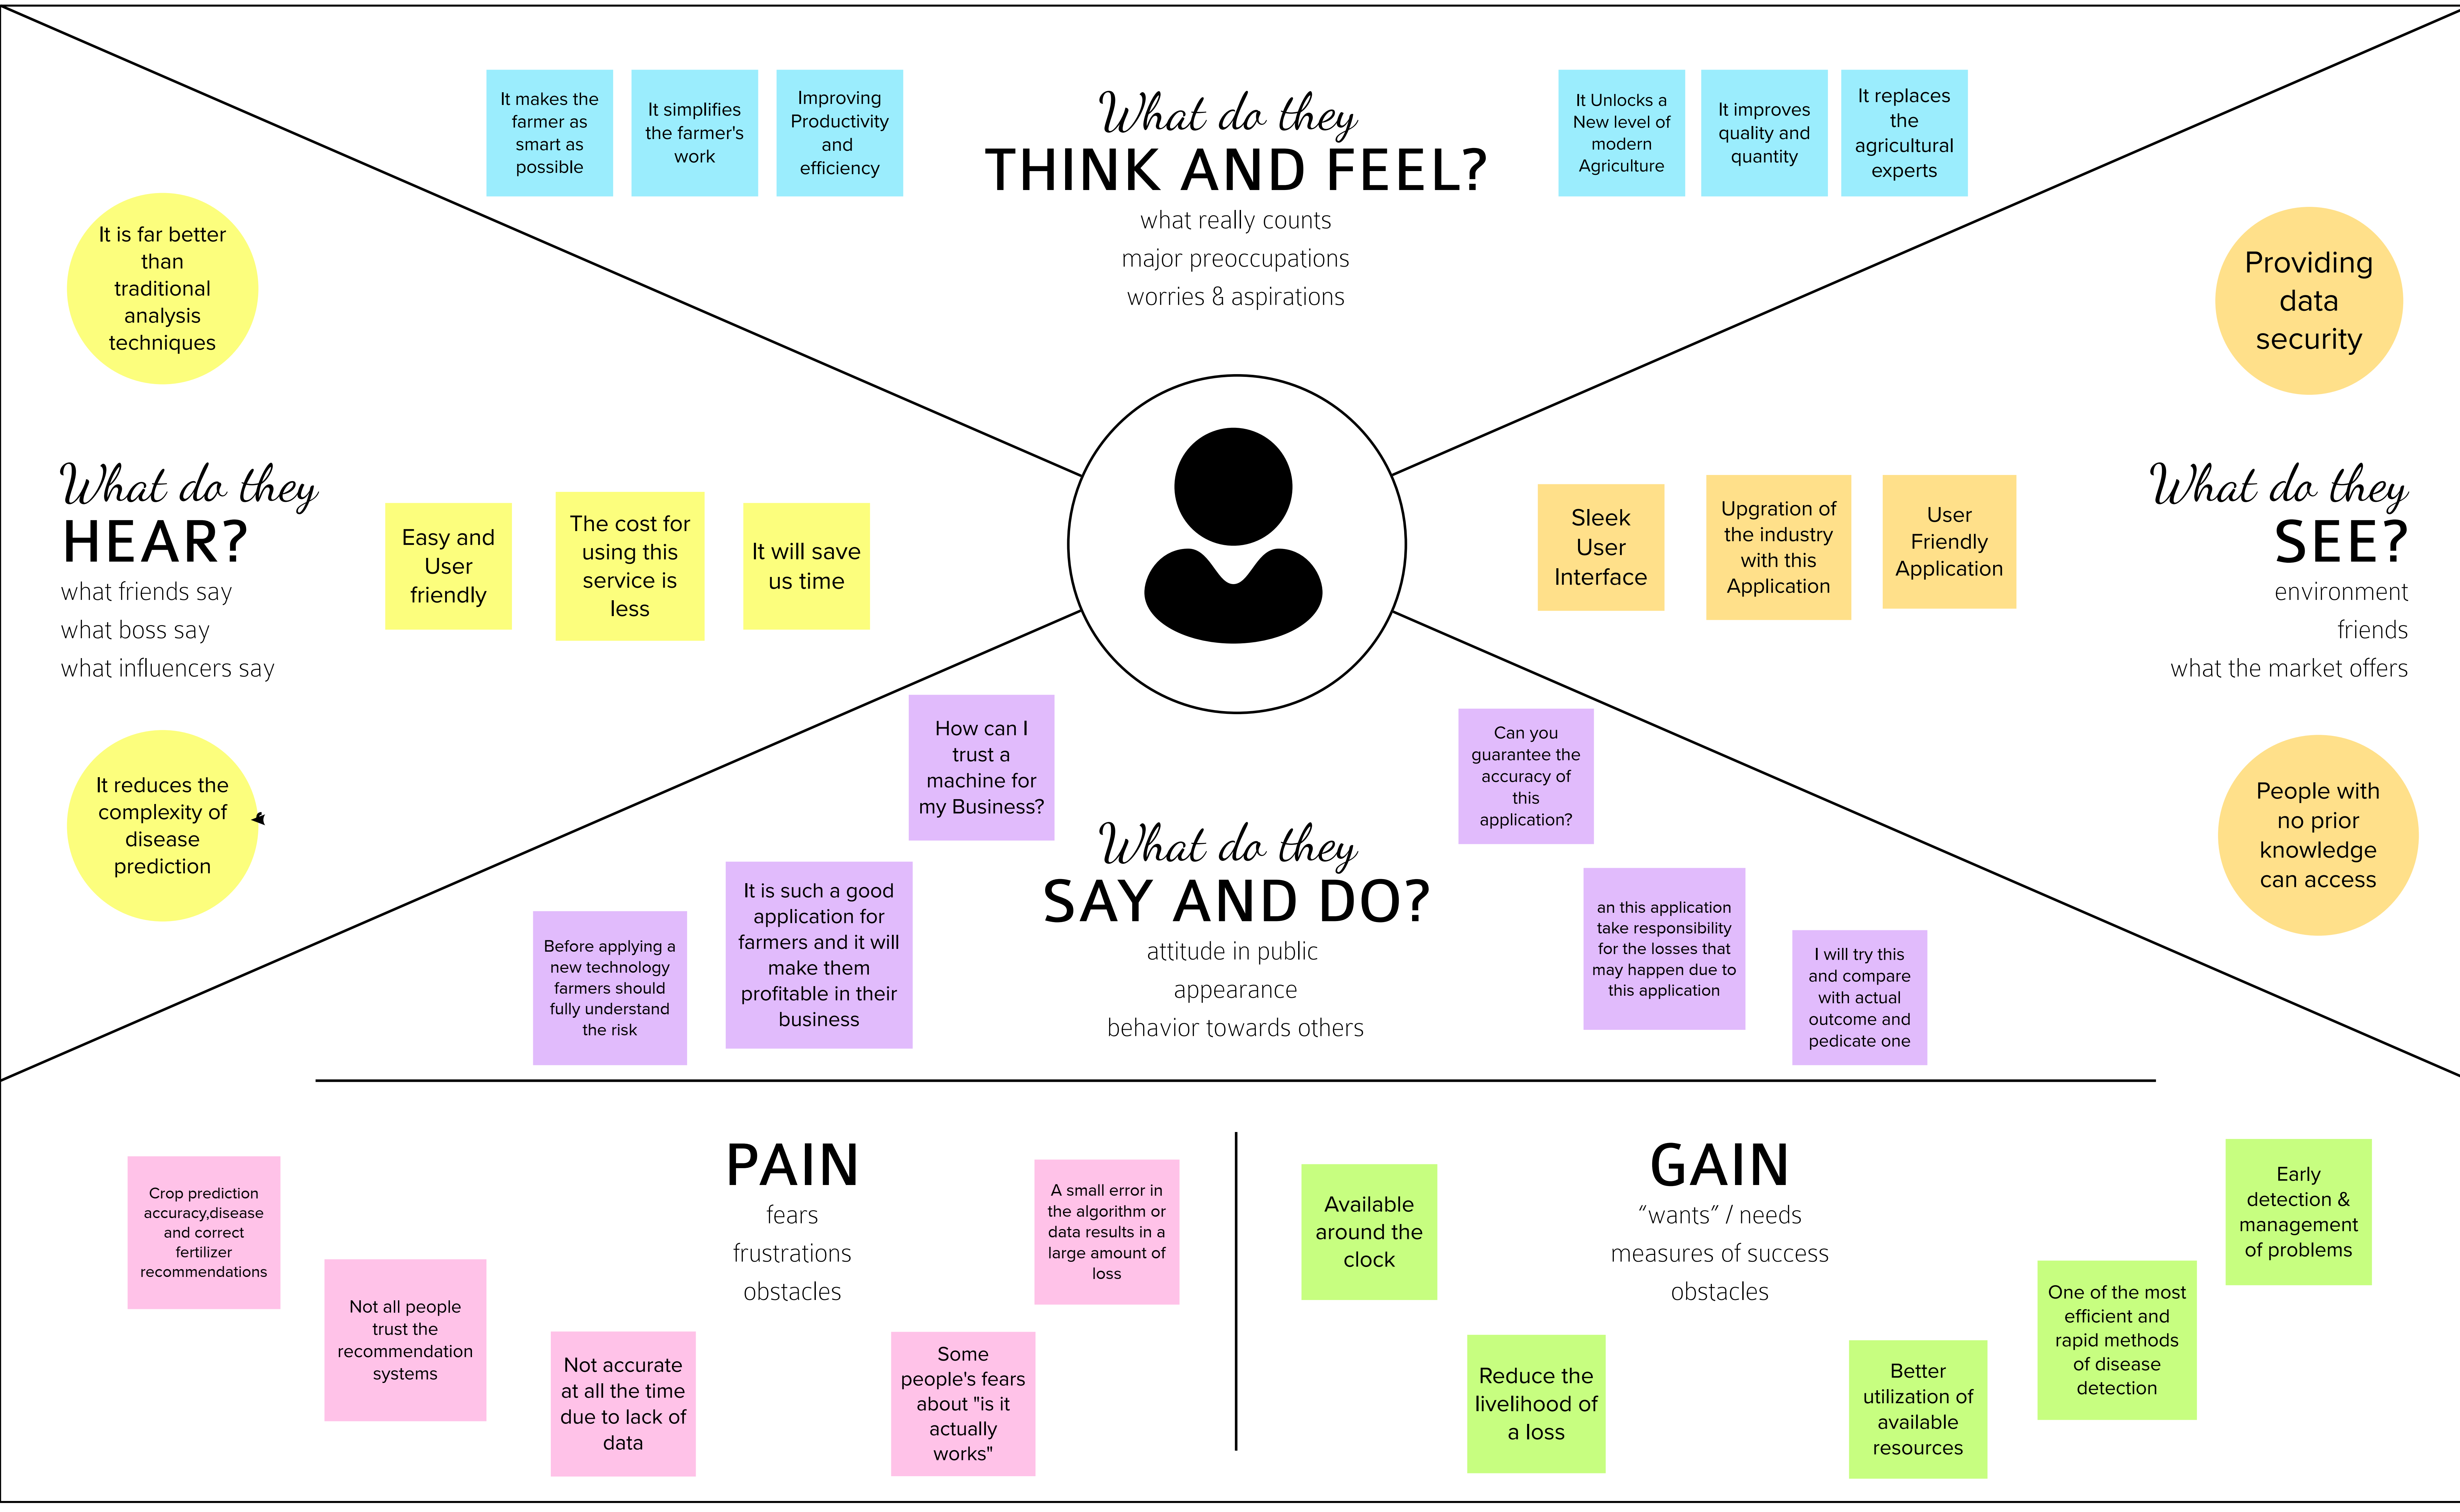 It makes the
farmer as
smart as
possible
It simplifies
the farmer's
work
Improving
Productivity
and
efficiency
What do they
THINK AND FEEL?
what really counts
major preoccupations
worries & aspirations
It Unlocks a
New level of
modern
Agriculture
It improves
quality and
quantity
It replaces
the
agricultural
experts
It is far better
than
traditional
analysis
techniques
What do they
HEAR?
what friends say
what boss say
what influencers say
Easy and
User
friendly
The cost for
using this
service is
less
It will save
us time
It reduces the
complexity of
disease
prediction
Providing
data
security
Sleek
User
Interface
Upgration of
the industry
with this
Application
User
Friendly
Application
What do they
SEE?
environment
friends
what the market offers
People with
no prior
knowledge
can access
How can I
trust a
machine for
my Business?
It is such a good
application for
farmers and it will
make them
profitable in their
business
Before applying a
new technology
farmers should
fully understand
the risk
What do they
SAY AND DO?
attitude in public
appearance
behavior towards others
Can you
guarantee the
accuracy of
this
application?
an this application
take responsibility
for the losses that
may happen due to
this application
I will try this
and compare
with actual
outcome and
pedicate one
PAIN
fears
frustrations
obstacles
Crop prediction
accuracy,disease
and correct
fertilizer
recommendations
Not all people
trust the
recommendation
systems
Not accurate
at all the time
due to lack of
data
Some
people's fears
about "is it
actually
works"
A small error in
the algorithm or
data results in a
large amount of
loss
GAIN
“wants” / needs
measures of success
obstacles
Available
around the
clock
Reduce the
livelihood of
a loss
Better
utilization of
available
resources
One of the most
efficient and
rapid methods
of disease
detection
Early
detection &
management
of problems